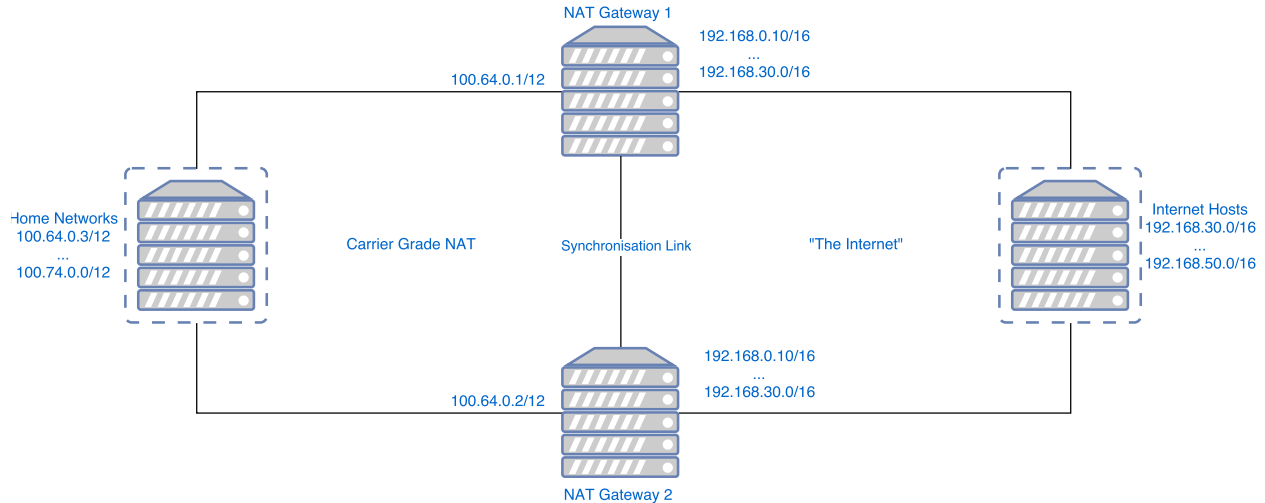 NAT Gateway 1
192.168.0.10/16
...
192.168.30.0/16
100.64.0.1/12
Home Networks
100.64.0.3/12
...
100.74.0.0/12
Carrier Grade NAT
Synchronisation Link
"The Internet"
Internet Hosts
192.168.30.0/16
...
192.168.50.0/16
192.168.0.10/16
...
192.168.30.0/16
100.64.0.2/12
NAT Gateway 2